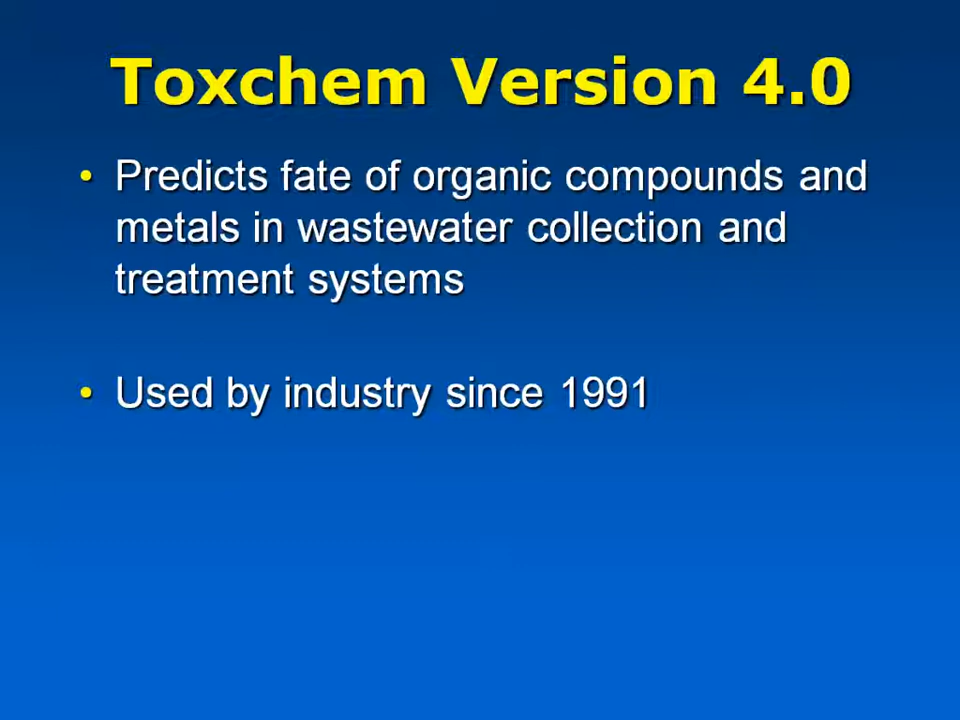 Toxchem Version 4.0
• Predicts fate of organic compounds and
metals in wastewater collection and
treatment systems
• Used by industry since 1991